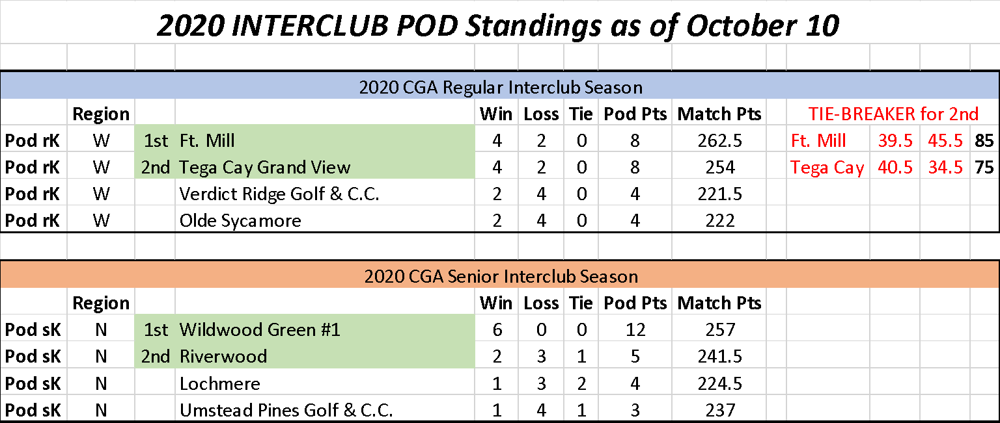 2020 INTERCLUB POD Standings as of October 10
2020 CGA Regular Interclub Season
Region Win Loss Tie Pod Pts Match Pts TIE-BREAKER for 2nd
Pod rK W 1st Ft. Mill 4 2 0 8 262.5 Ft. Mill 39.5 45.5 85
Pod rK W 2nd Tega Cay Grand View 4 2 0 8 254 Tega Cay 40.5 34.5 75
Pod rK W Verdict Ridge Golf & C.C. 2 4 0 4 221.5
Pod rK W Olde Sycamore 2 4 0 4 222
2020 CGA Senior Interclub Season
Region Win Loss Tie Pod Pts Match Pts
Pod sK N 1st Wildwood Green #1 6 0 0 12 257
Pod sK N 2nd Riverwood 2 3 1 5 241.5
Pod sK N Lochmere 1 3 2 4 224.5
Pod sK N Umstead Pines Golf & C.C. 1 4 1 3 237